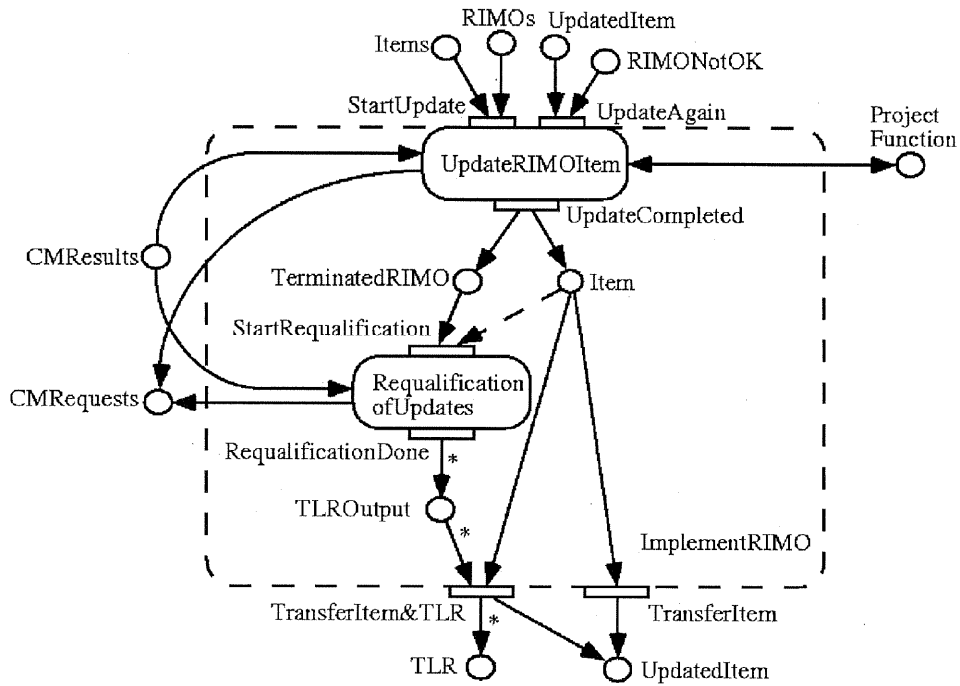 RIMOs
UpdatedItem
Items
RIMONotOK
StartUpdate
UpdateAgain
Project
Function
UpdateRIMOItem
UpdateCompleted
CMResults
TerminatedRIMO
Item
StartRequalification
Requalification
ofUpdates
CMRequests
RequalificationDone
*
TLROutput
*
ImplementRIMO
TransferItem&TLR
*
TransferItem
TLR
UpdatedItem